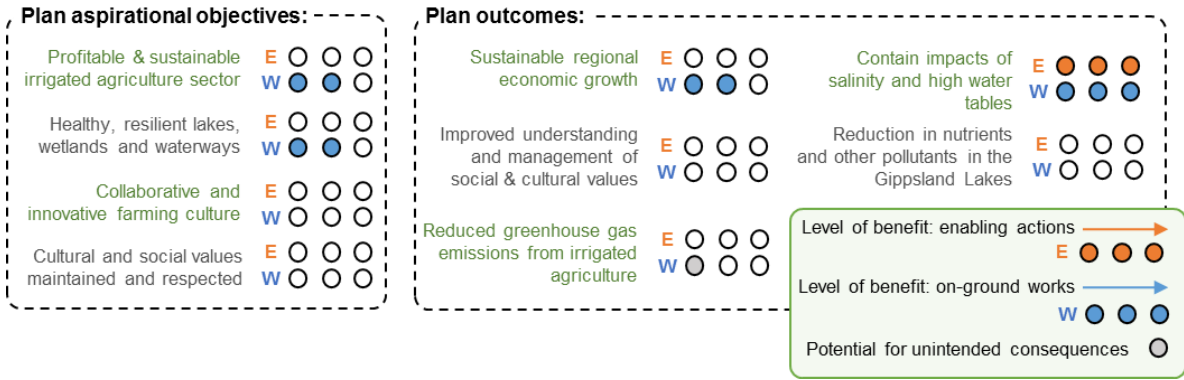 Plan aspirational objectives:
Profitable & sustainable
irrigated agriculture sector
E
W
Healthy, resilient lakes,
wetlands and waterways
E
W
Collaborative and
innovative farming culture
E
W
Cultural and social values
maintained and respected
E
W
Plan outcomes:
Sustainable regional
economic growth
E
W
Improved understanding
and management of
social & cultural values
E
W
Reduced greenhouse gas
emissions from irrigated
agriculture
E
W
Contain impacts of
salinity and high water
tables
E
W
Reduction in nutrients
and other pollutants in the
Gippsland Lakes
E
W
Level of benefit: enabling actions
E
Level of benefit: on-ground works
W
Potential for unintended consequences